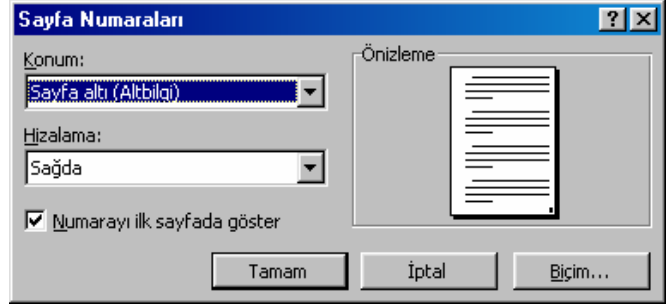 Sayfa Numaraları
Konum:
Sayfa altı (Altbilgi)
Hizalama:
Sağda
Numarayı ilk sayfada göster
Önizleme
Tamam
İptal
Biçim...